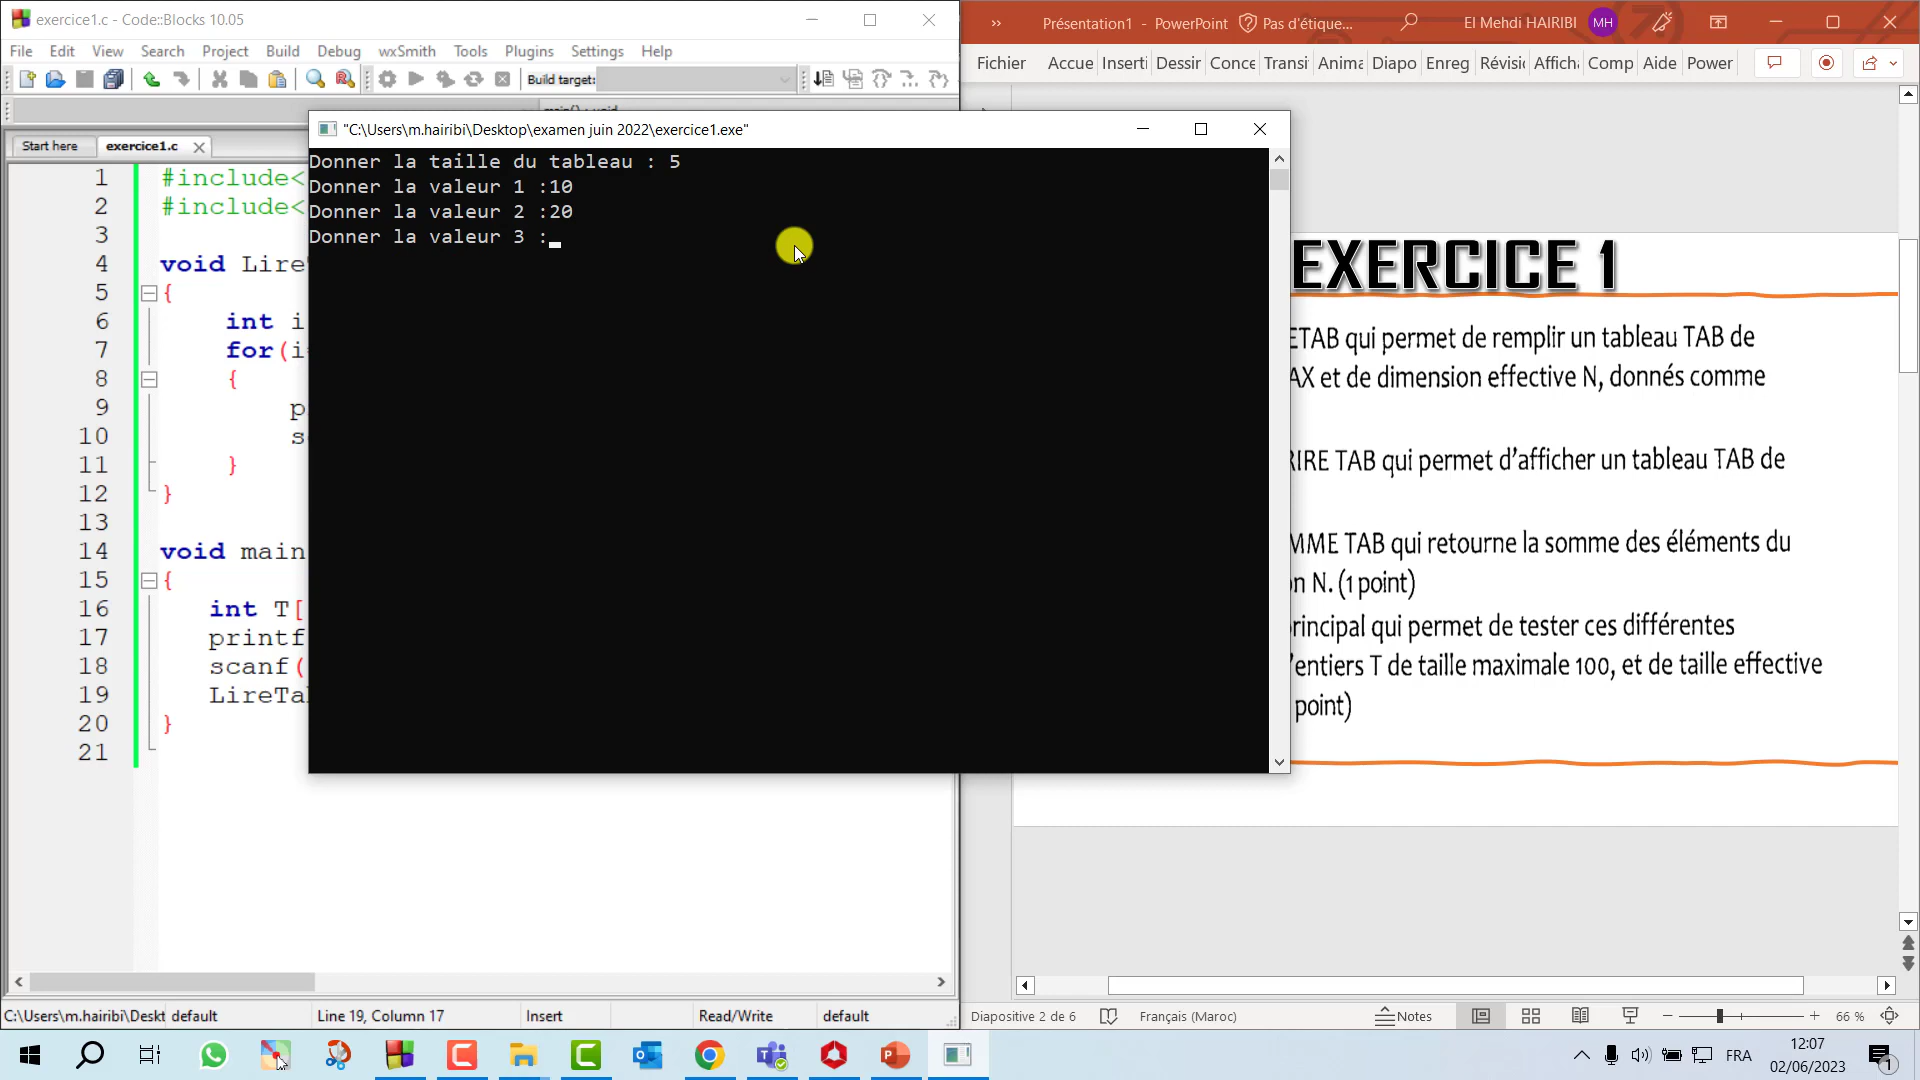 exercice1.c - Code::Blocks 10.05
File Edit View Search Project Build Debug wxSmith Tools Plugins Settings Help
Build target:
Start here exercice1.c
1 #include<
2 #include<
3
4 void Lire
5 {
6 int i
7 for(i
8 {
9 p
10 s
11 }
12 }
13
14 void main
15 {
16 int T[
17 printf
18 scanf(
19 LireTa
20 }
21
C:\Users\m.hairibi\Deskt default Line 19, Column 17 Insert Read/Write default
"C:\Users\m.hairibi\Desktop\examen juin 2022\exercice1.exe"
Donner la taille du tableau : 5
Donner la valeur 1 :10
Donner la valeur 2 :20
Donner la valeur 3 :
Présentation1 - PowerPoint Pas d'étique... El Mehdi HAIRIBI MH
Fichier Accue Inserti Dessir Conce Transi Anima Diapo Enreg Révisic Affich Comp Aide Power
EXERCICE 1
ETAB qui permet de remplir un tableau TAB de
AX et de dimension effective N, donnés comme
RIRE TAB qui permet d'afficher un tableau TAB de
MME TAB qui retourne la somme des éléments du
on N. (1 point)
rincipal qui permet de tester ces différentes
'entiers T de taille maximale 100, et de taille effective
point)
Diapositive 2 de 6 Français (Maroc) Notes 66 %
FRA 12:07
02/06/2023
1